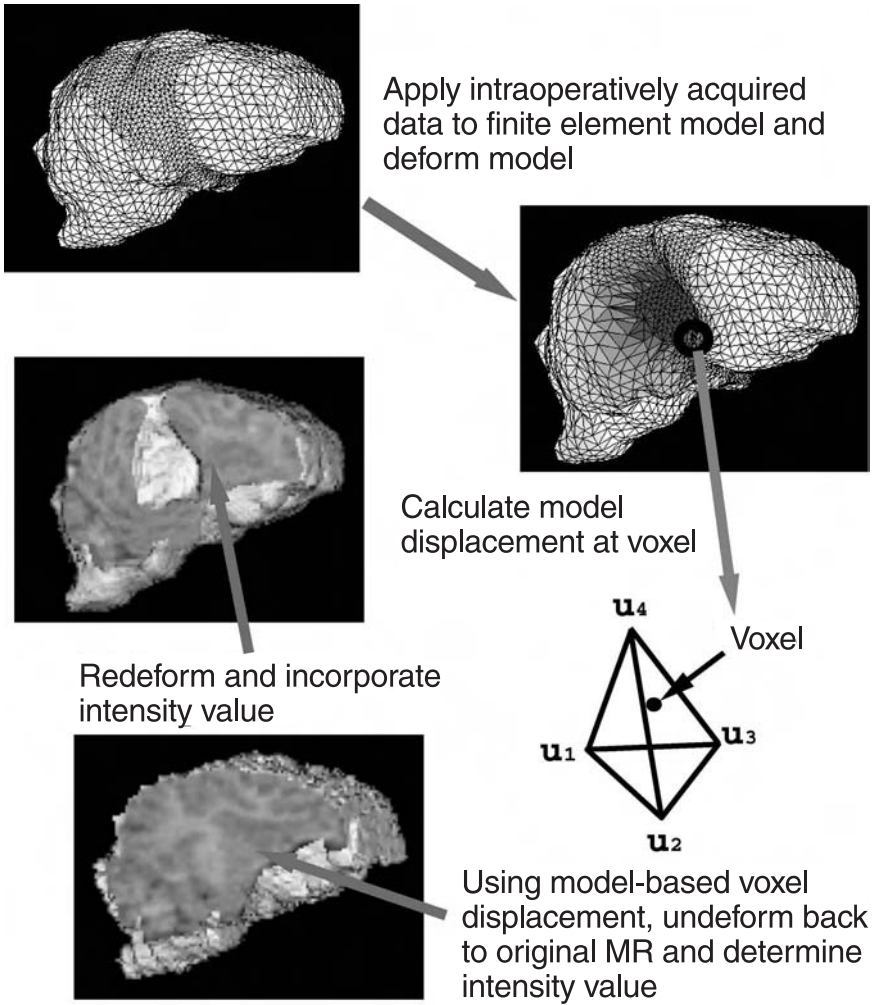 Apply intraoperatively acquired
data to finite element model and
deform model
Calculate model
displacement at voxel
u4
Voxel
u1
u3
u2
Redeform and incorporate
intensity value
Using model-based voxel
displacement, undeform back
to original MR and determine
intensity value